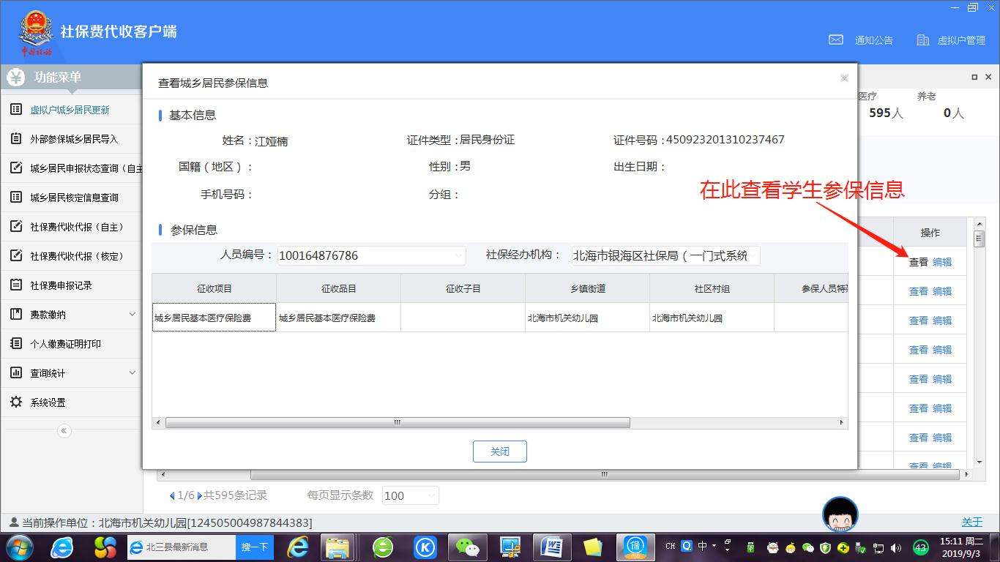 社保费代收客户端
通知公告
虚拟户管理
功能菜单
虚拟户城乡居民更新
外部参保城乡居民导入
城乡居民申报状态查询（自主
城乡居民核定信息查询
社保费代收代报（自主）
社保费代收代报（核定）
社保费申报记录
费款缴纳
个人缴费证明打印
查询统计
系统设置
医疗 养老
595人 0人
查看城乡居民参保信息
基本信息
姓名：江娅楠 证件类型：居民身份证 证件号码：450923201310237467
国籍（地区）： 性别：男 出生日期：
手机号码： 分组：
在此查看学生参保信息
参保信息
人员编号：100164876786 社保经办机构：北海市银海区社保局（一门式系统
征收项目 征收品目 征收子目 乡镇街道 社区村组 参保人员特
城乡居民基本医疗保险费 城乡居民基本医疗保险费 北海市机关幼儿园 北海市机关幼儿园
关闭
操作
查看 编辑
查看 编辑
查看 编辑
查看 编辑
查看 编辑
查看 编辑
查看 编辑
查看 编辑
1/6 共595条记录 每页显示条数 100
当前操作单位：北海市机关幼儿园[124505004987844383]
关于
北三县最新消息 搜一下
CH 中
43
15:11 周二
2019/9/3